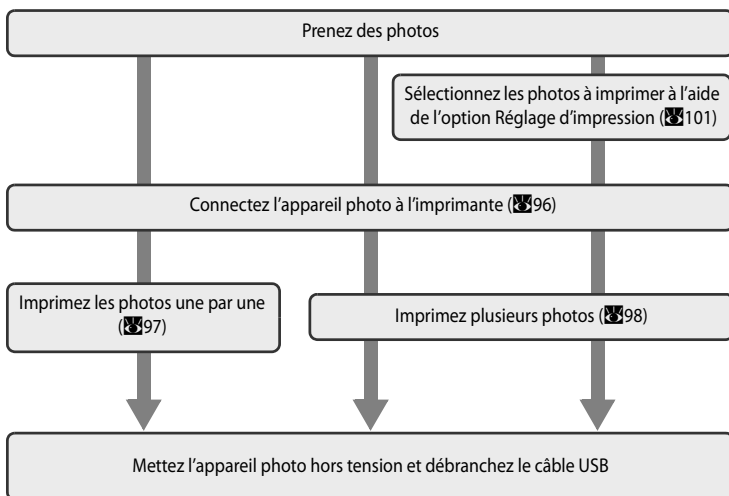 Prenez des photos
Sélectionnez les photos à imprimer à l'aide
de l'option Réglage d'impression (101)
Connectez l'appareil photo à l'imprimante (96)
Imprimez les photos une par une
(97)
Imprimez plusieurs photos (98)
Mettez l'appareil photo hors tension et débranchez le câble USB